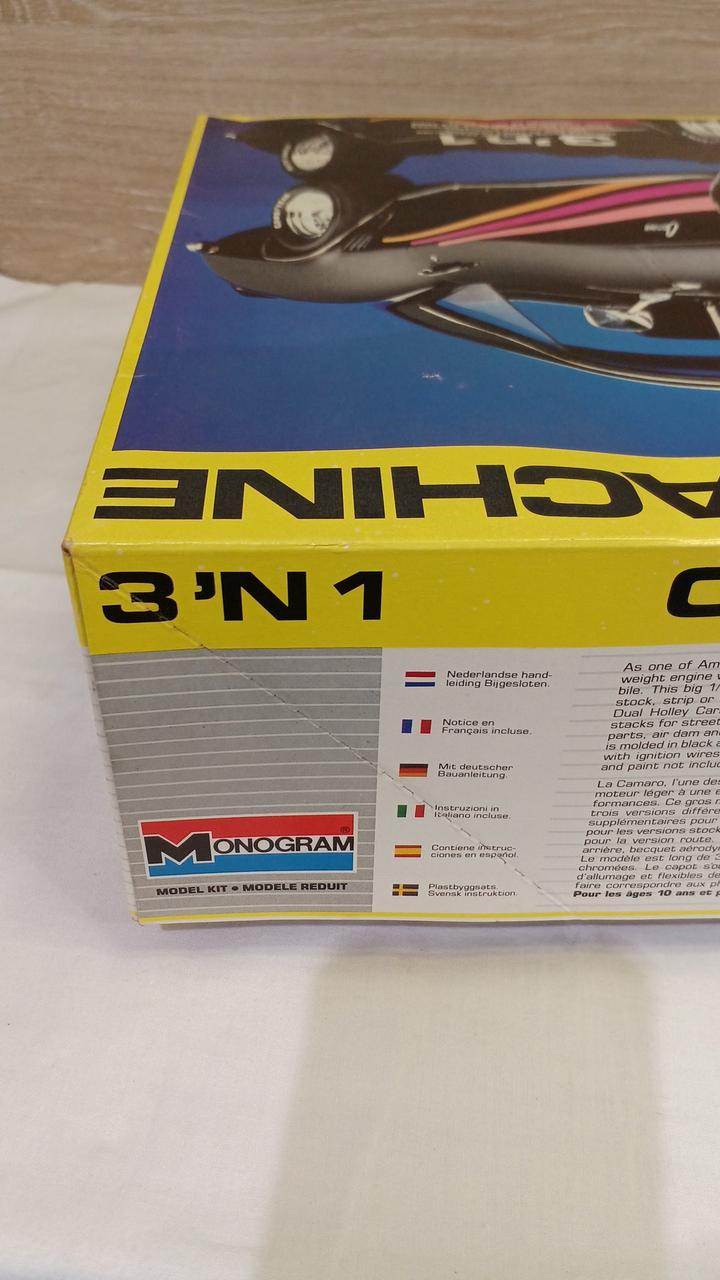 3'N1
ACHINE
3 'N 1
Nederlandse hand-
leiding Bijgesloten.
Notice en
Français incluse.
Mit deutscher
Bauanleitung.
Instruzioni in
Italiano incluse.
Contiene instruc-
ciones en español.
Plastbyggsats.
Svensk instruktion.
MONOGRAM®
MODEL KIT • MODELE REDUIT
As one of Am
weight engine
bile. This big 1/
stock, strip or
Dual Holley Car
stacks for street
parts, air dam an
is molded in black a
with ignition wires
and paint not inclu
La Camaro, l'une des
moteur léger à une
formances. Ce gros m
trois versions différe
supplémentaires pour
pour les versions stock
pour la version route.
arrière, becquet aérody
Le modèle est long de 3
chromées. Le capot s'o
d'allumage et flexibles de
faire correspondre aux p
Pour les âges 10 ans et p